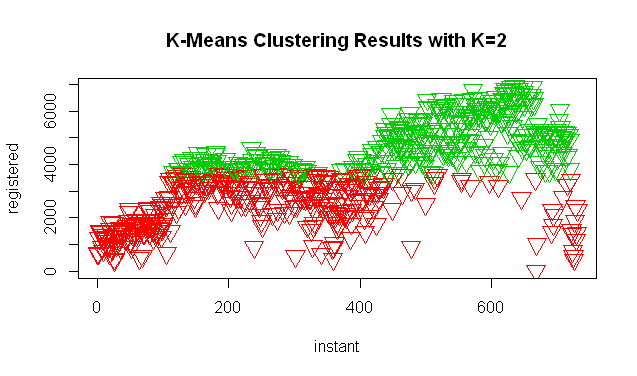 K-Means Clustering Results with K=2
registered
6000
4000
2000
0
0 200 400 600
instant